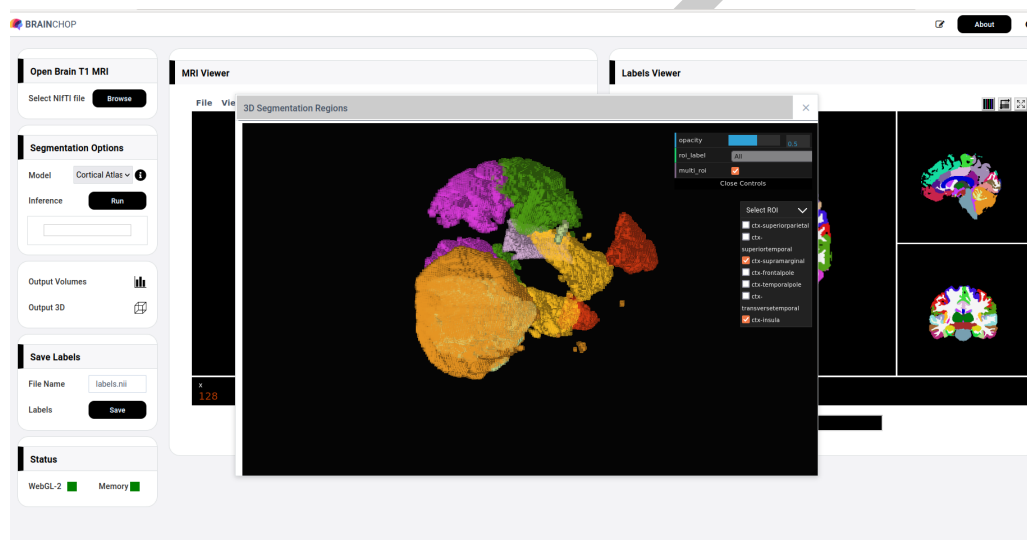 BRAINCHOP
About
Open Brain T1 MRI
Select NIfTI file
Browse
Segmentation Options
Model
Cortical Atlas
Inference
Run
Output Volumes
Output 3D
Save Labels
File Name
labels.nii
Labels
Save
Status
WebGL-2
Memory
MRI Viewer
File Vie
x
128
Labels Viewer
3D Segmentation Regions
×
opacity
0.5
roi_label
All
multi_roi
Close Controls
Select ROI
ctx-superiorparietal
ctx-
superiortemporal
ctx-supramarginal
ctx-frontalpole
ctx-temporalpole
ctx-
transversetemporal
ctx-insula